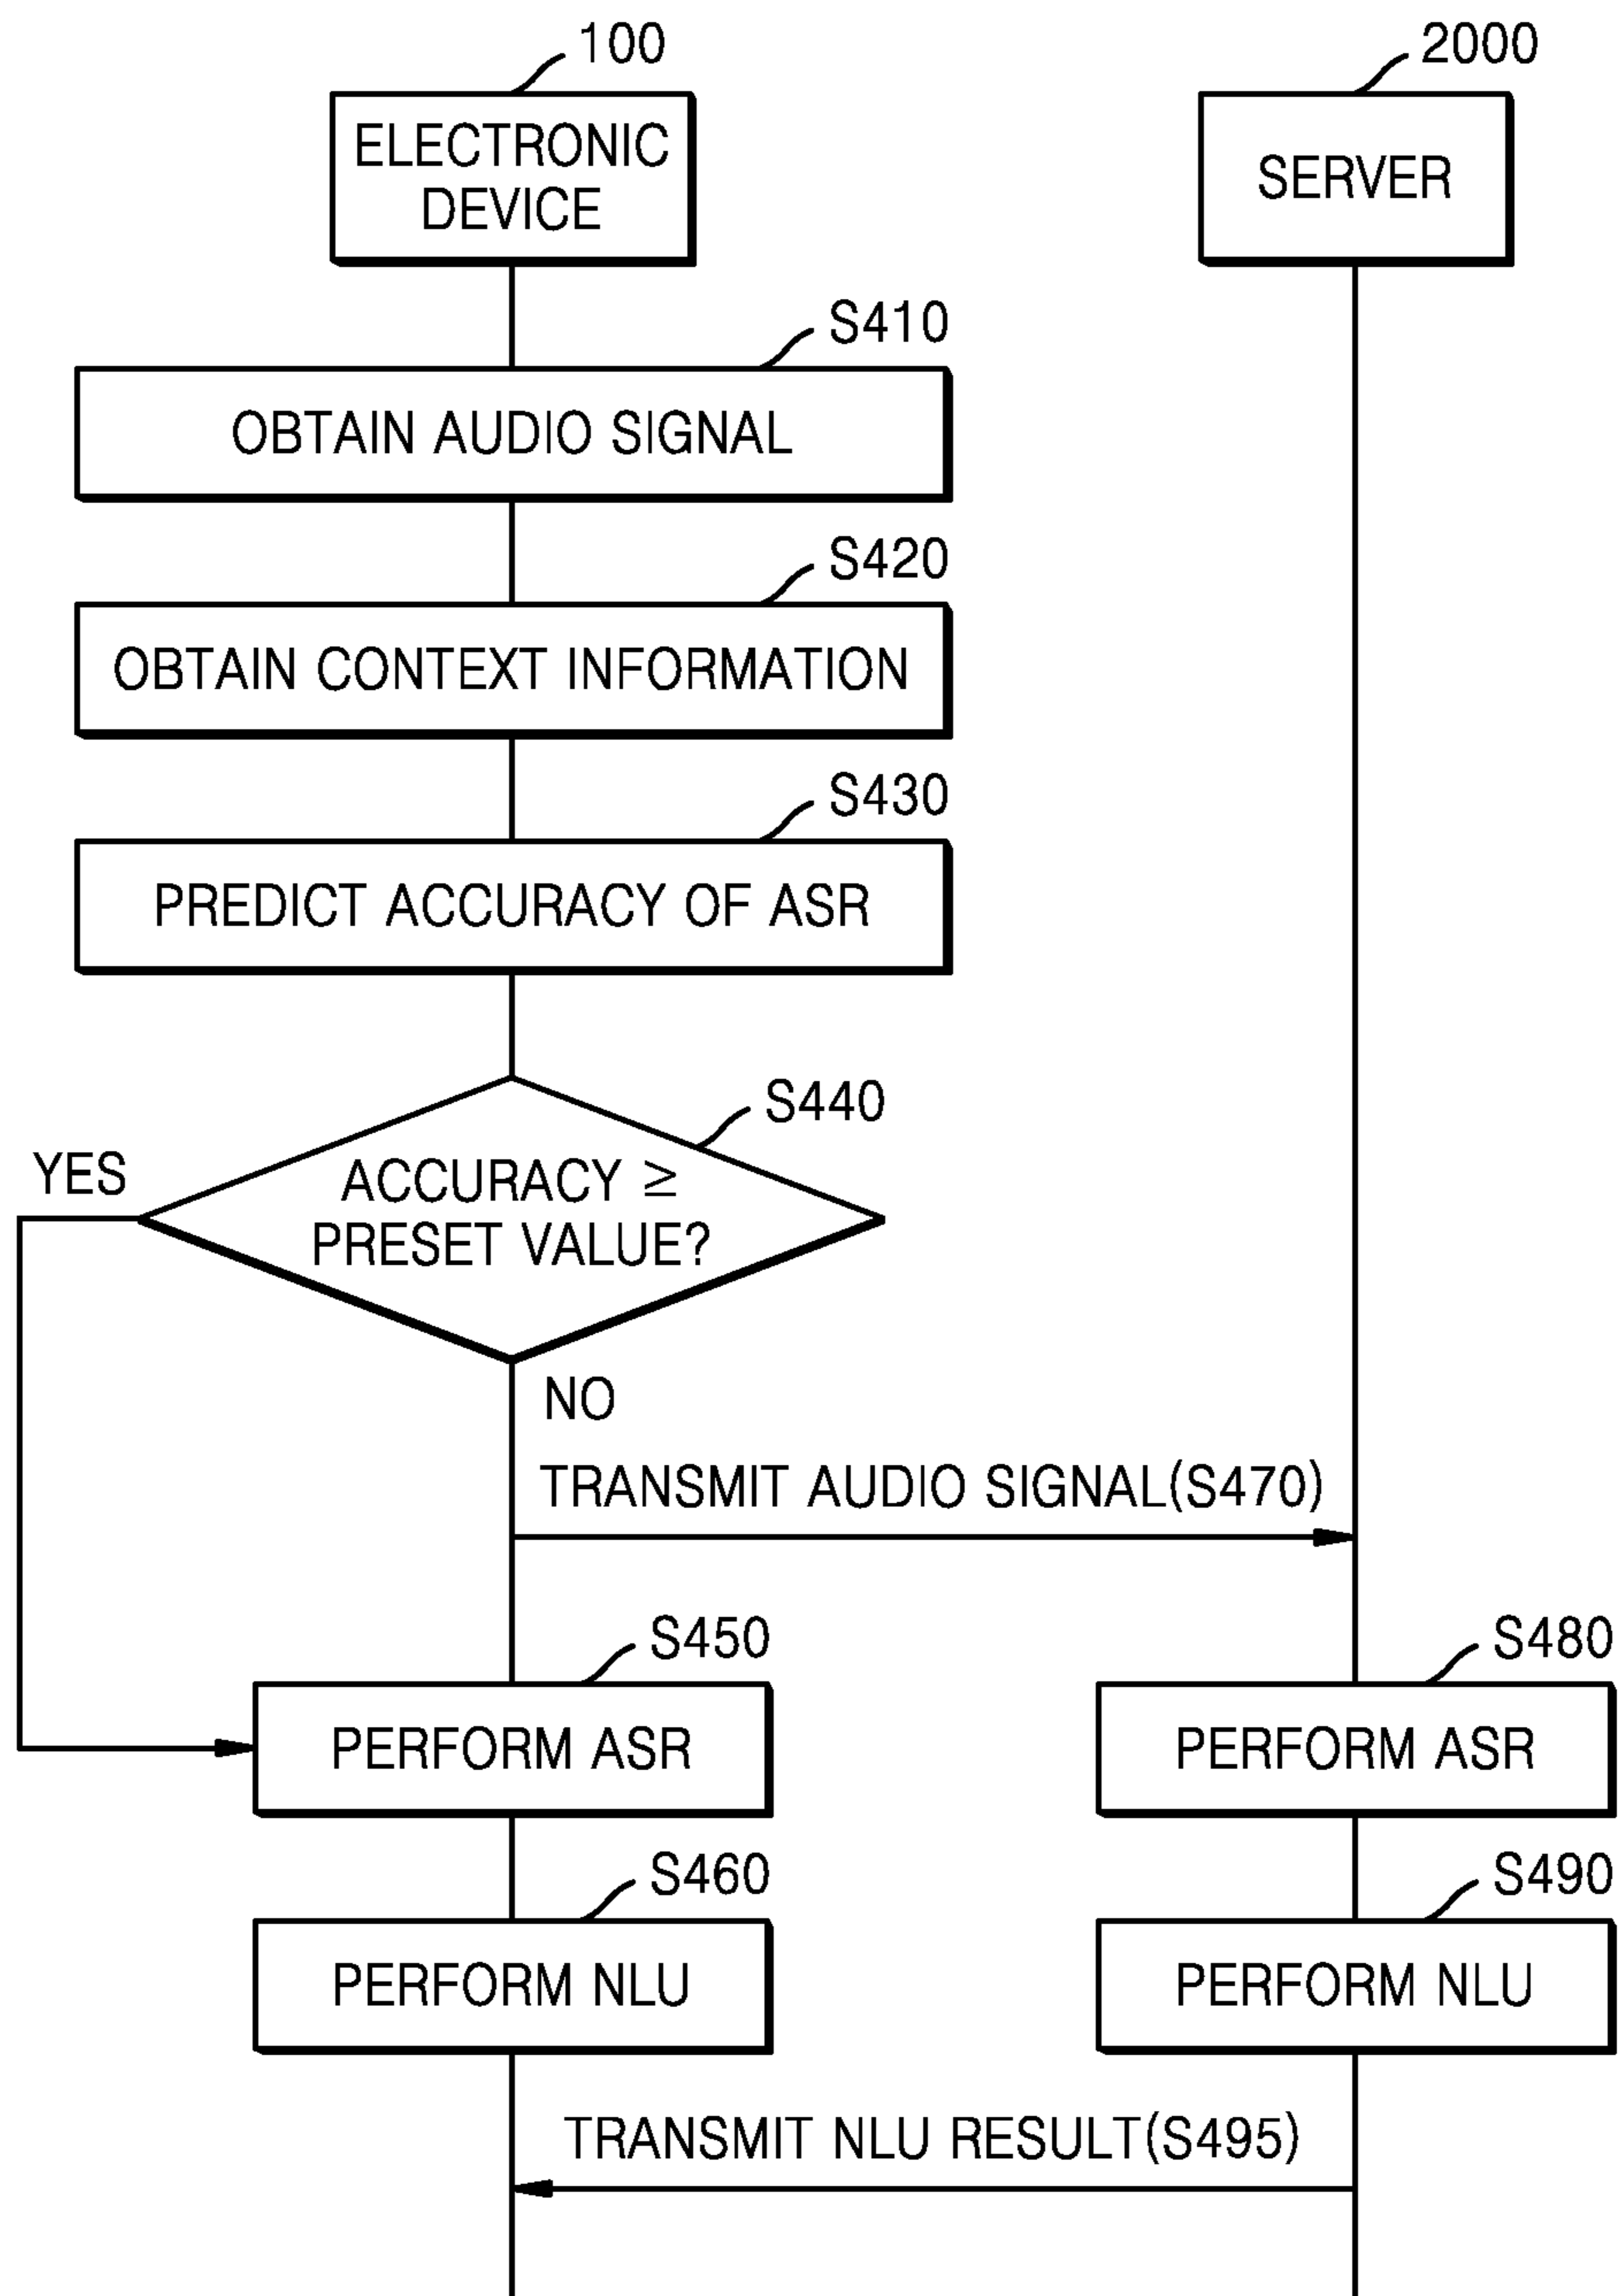 100
2000
ELECTRONIC
DEVICE
SERVER
S410
OBTAIN AUDIO SIGNAL
S420
OBTAIN CONTEXT INFORMATION
S430
PREDICT ACCURACY OF ASR
S440
YES
ACCURACY ≥
PRESET VALUE?
NO
TRANSMIT AUDIO SIGNAL(S470)
S450
S480
PERFORM ASR
PERFORM ASR
S460
S490
PERFORM NLU
PERFORM NLU
TRANSMIT NLU RESULT(S495)